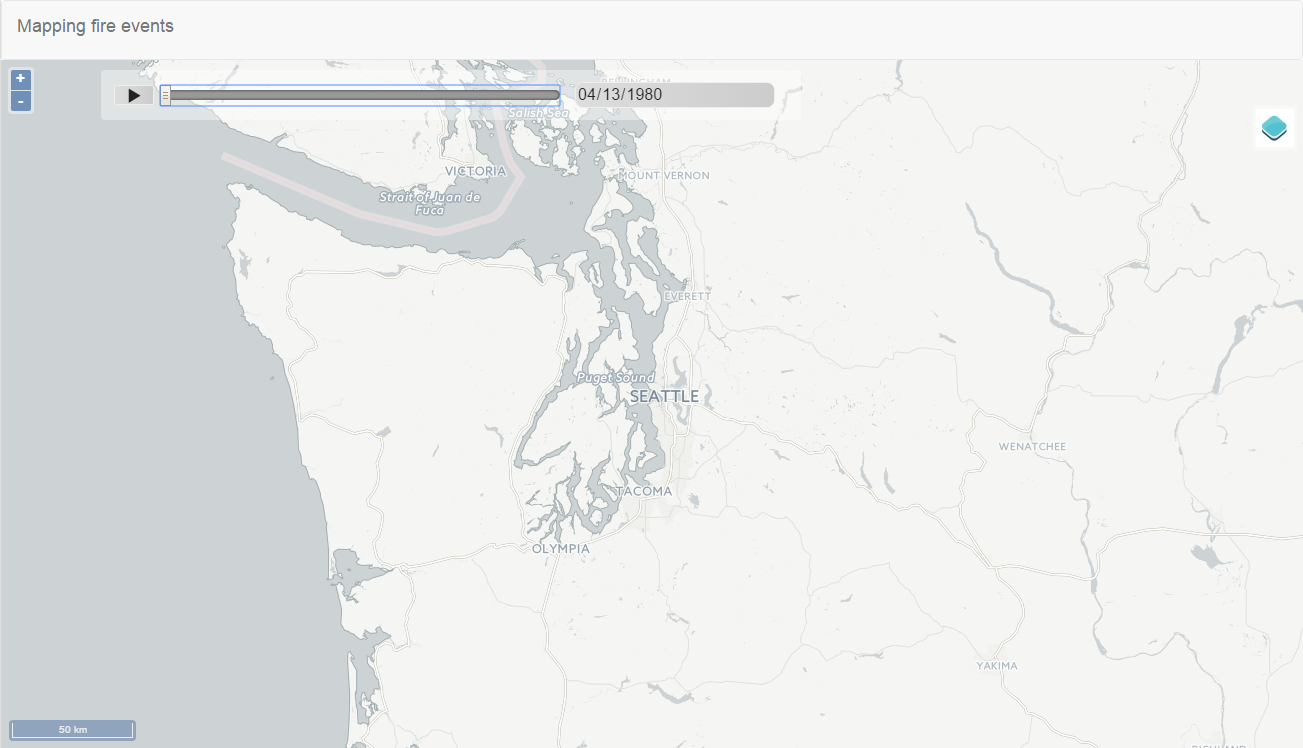 Mapping fire events
+
-
04/13/1980
BELLINGHAM
Salish Sea
VICTORIA
MOUNT VERNON
Strait of Juan de
Fuca
EVERETT
Puget Sound
SEATTLE
WENATCHEE
TACOMA
OLYMPIA
YAKIMA
50 km
RICHLAND